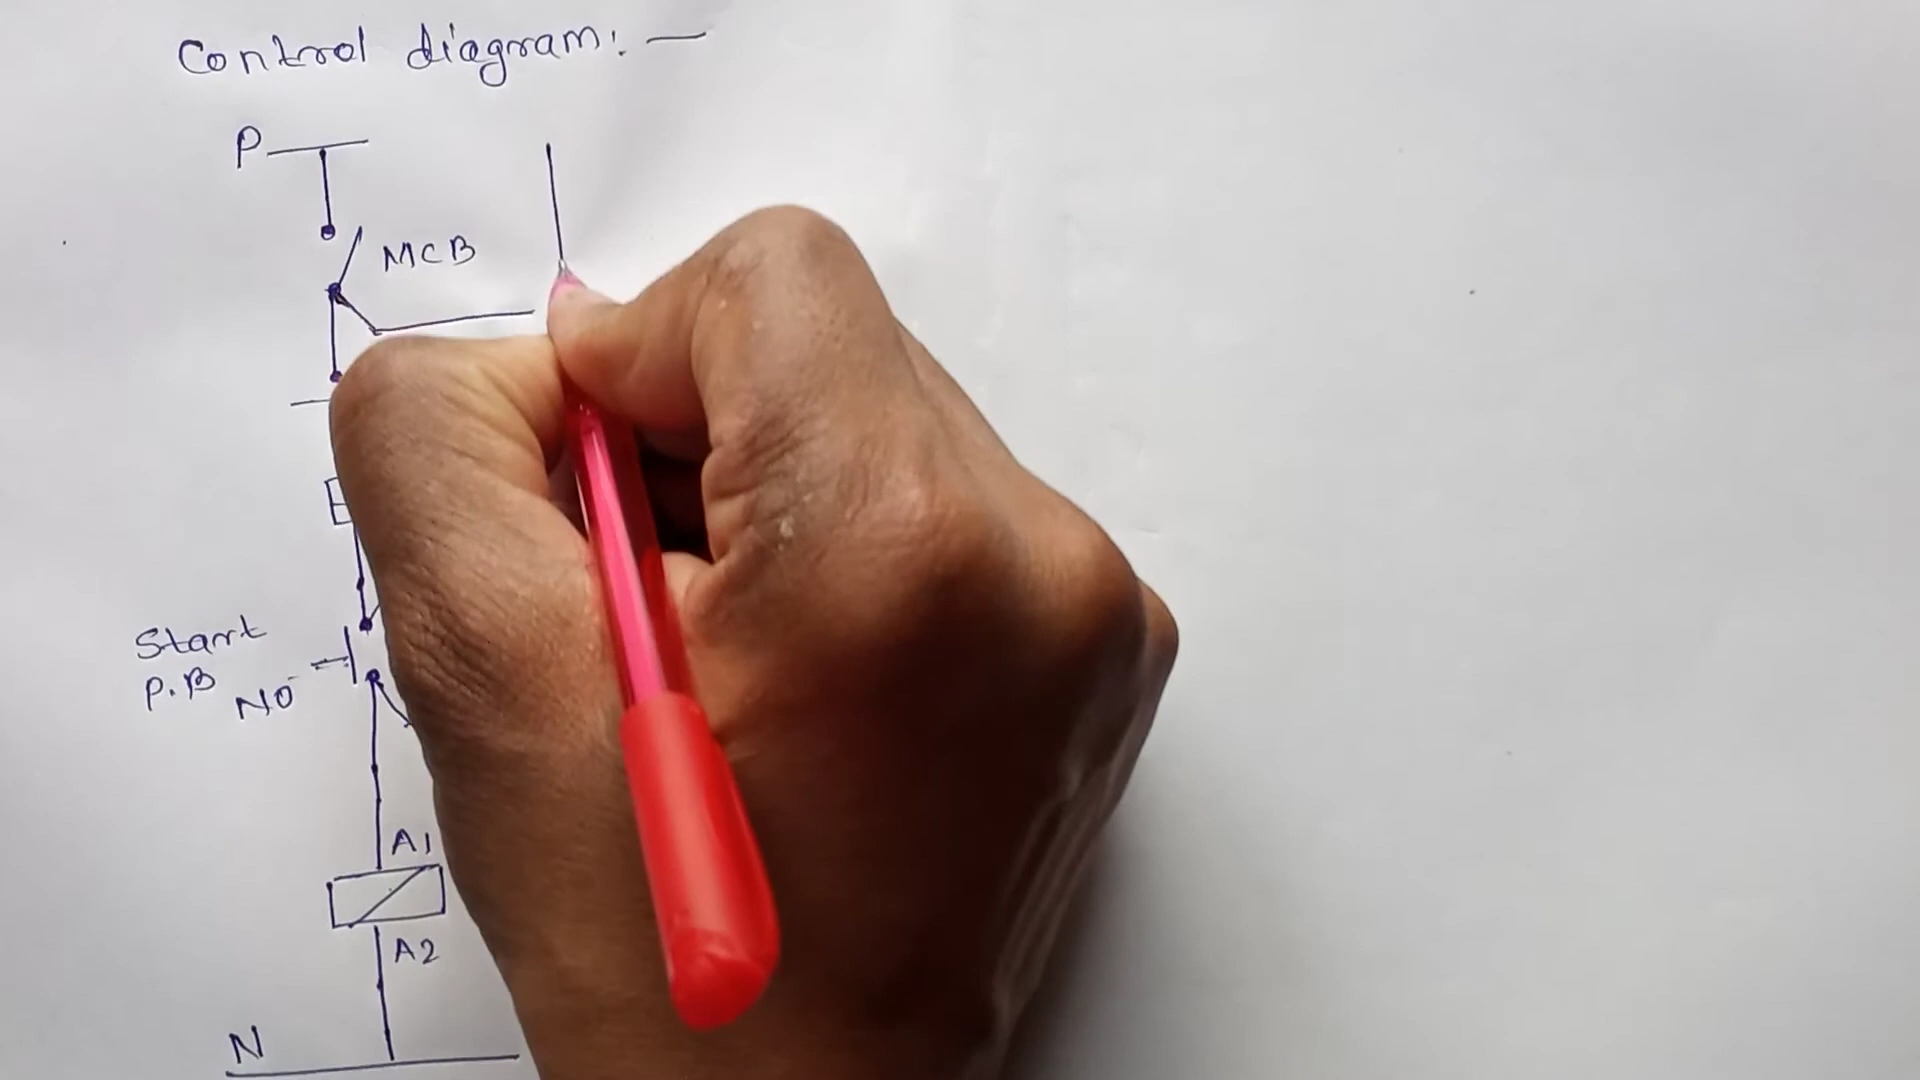 Control diagram: —
P
MCB
Start
P.B
NO
A1
A2
N